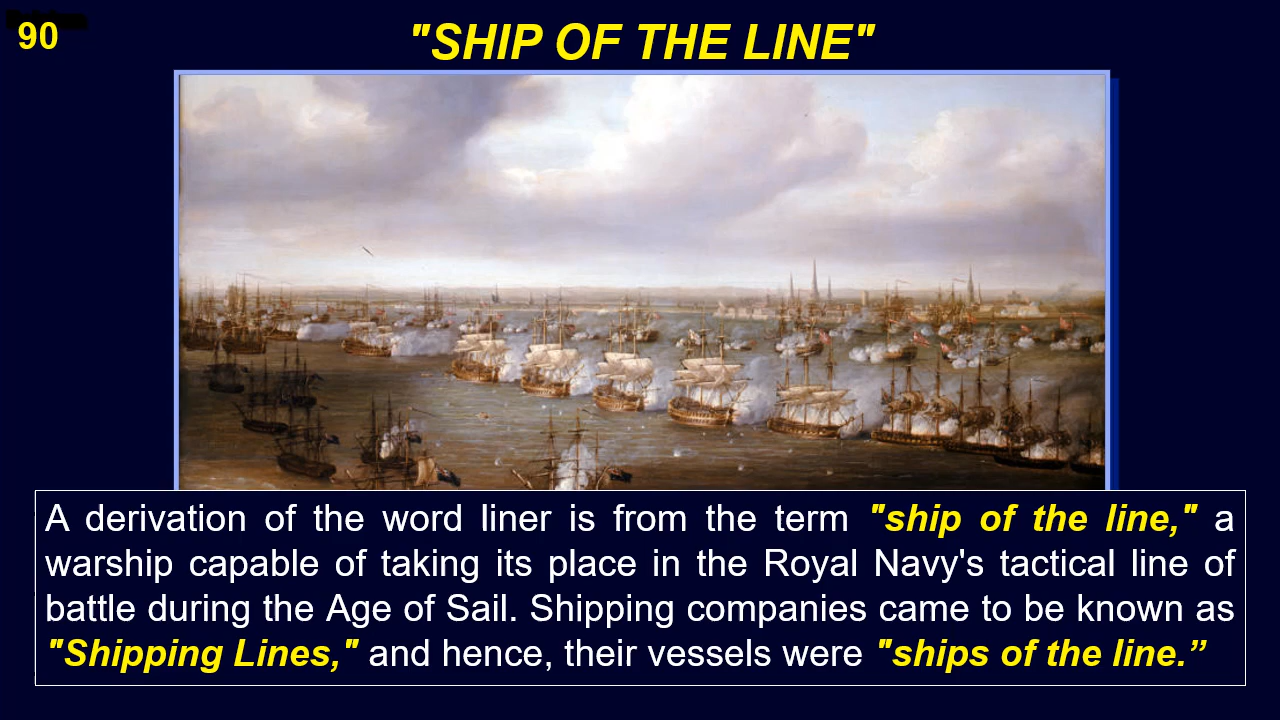 90
"SHIP OF THE LINE"
A derivation of the word liner is from the term "ship of the line," a
warship capable of taking its place in the Royal Navy's tactical line of
battle during the Age of Sail. Shipping companies came to be known as
"Shipping Lines," and hence, their vessels were "ships of the line.”